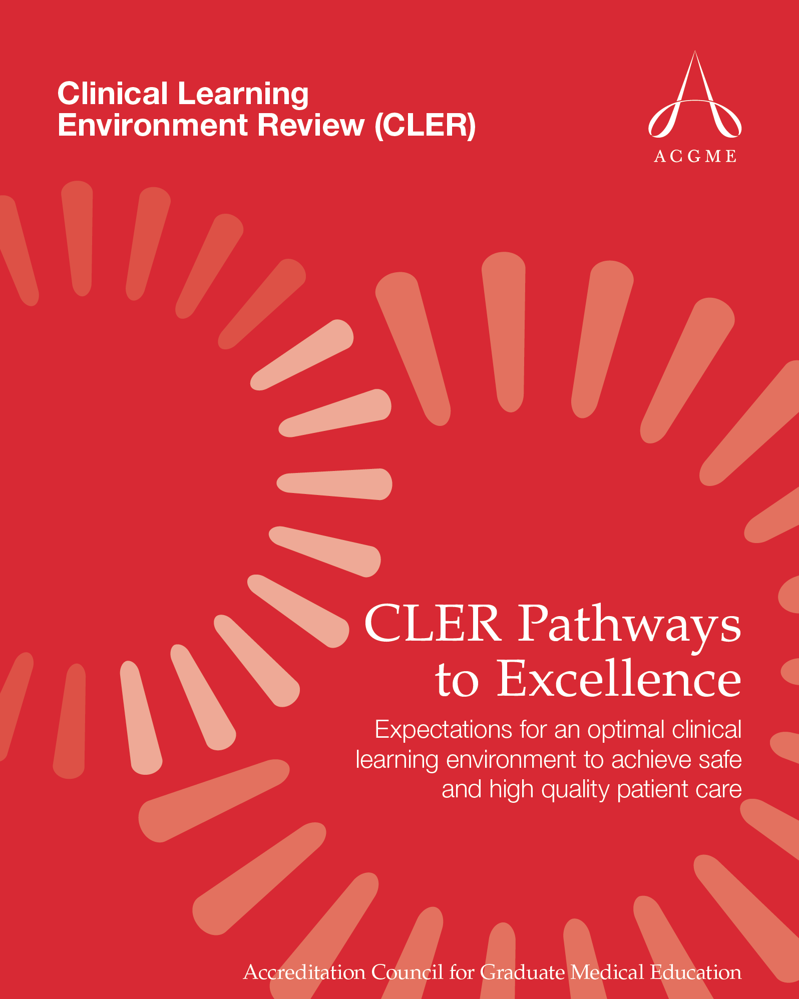 Clinical Learning
Environment Review (CLER)
ACGME
CLER Pathways
to Excellence
Expectations for an optimal clinical
learning environment to achieve safe
and high quality patient care
Accreditation Council for Graduate Medical Education